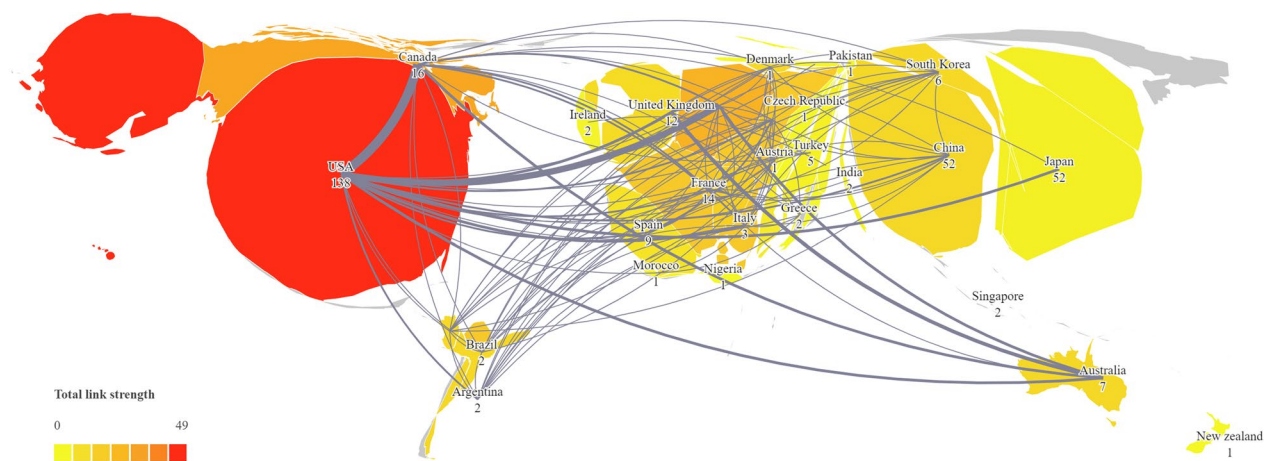 Canada
16
Denmark
1
Pakistan
1
South Korea
6
United Kingdom
12
Czech Republic
1
Ireland
2
USA
138
Austria
1
Turkey
5
China
52
Japan
52
India
2
France
14
Greece
2
Italy
3
Spain
9
Morocco
1
Nigeria
1
Singapore
2
Brazil
2
Australia
7
Argentina
2
New zealand
1
Total link strength
0 49